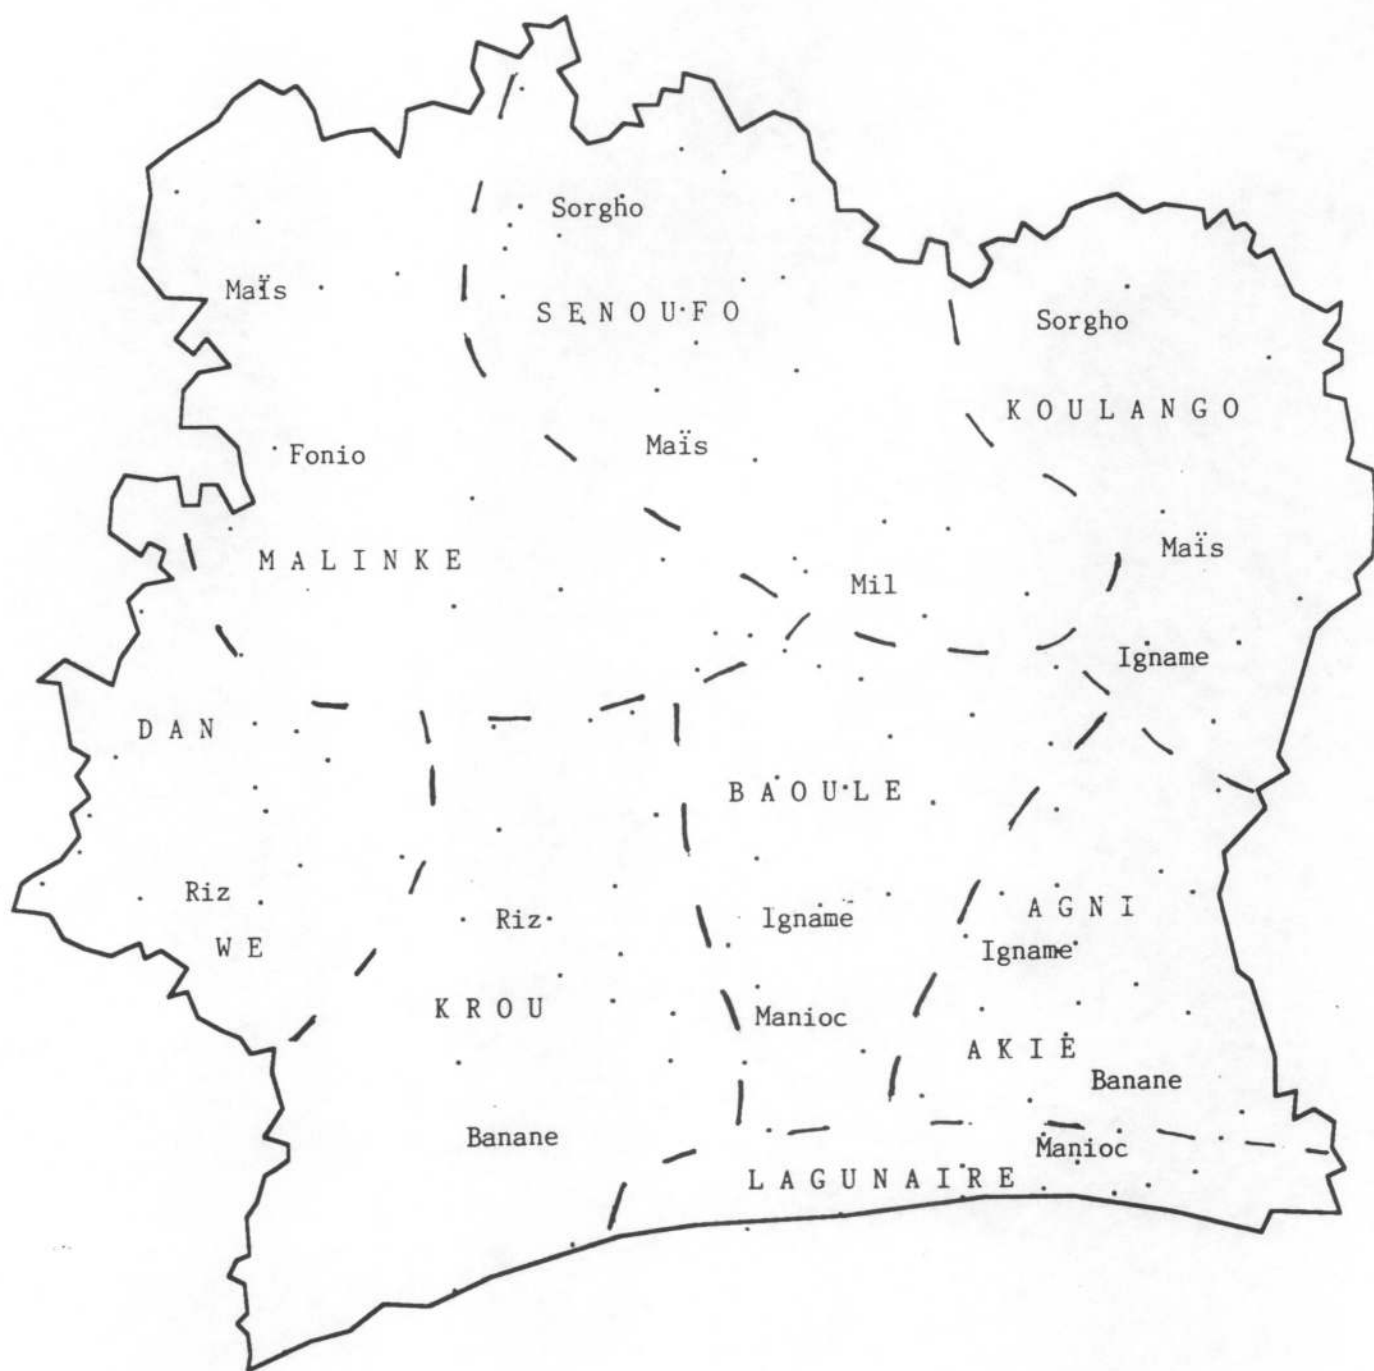 Sorgho
Maïs
SENOUFO
Sorgho
KOULANGO
Maïs
Fonio
Maïs
MALINKE
Mil
Igname
DAN
BAOULE
Riz
Riz
Igname
AGNI
WE
Igname
KROU
Manioc
AKIE
Banane
Banane
Manioc
LAGUNAIRE